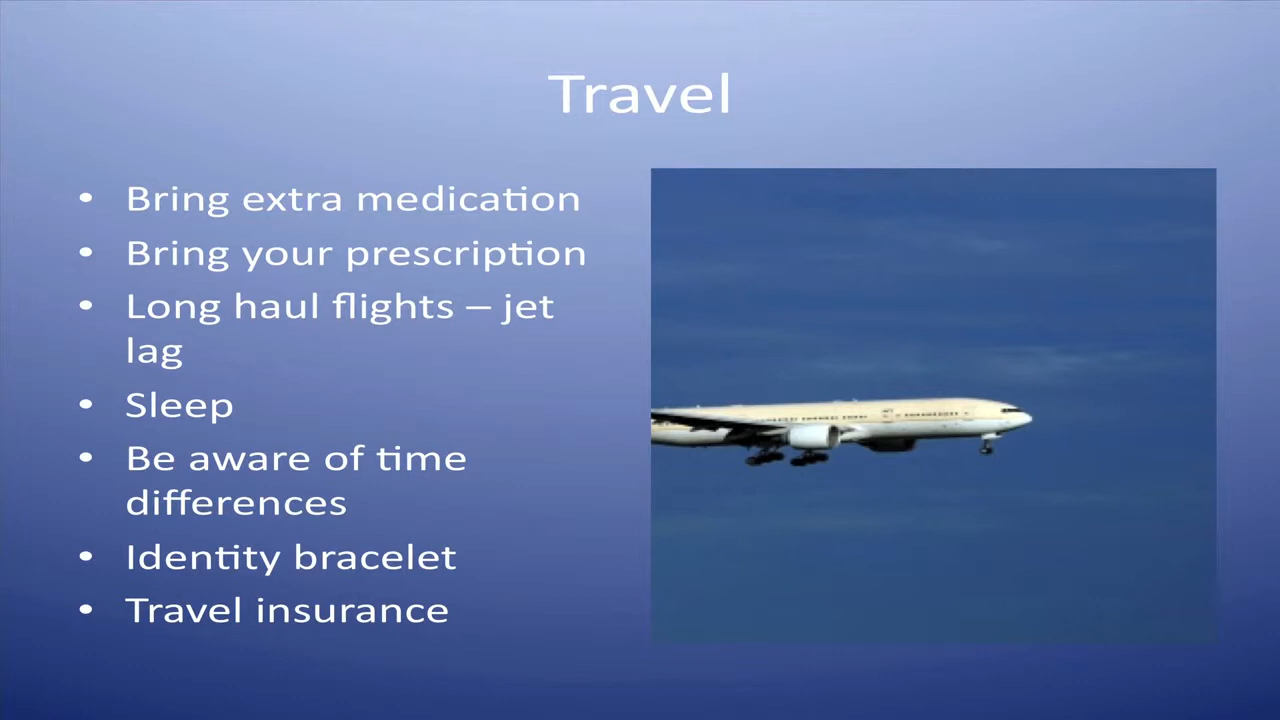 Travel
• Bring extra medication
• Bring your prescription
• Long haul flights – jet
lag
• Sleep
• Be aware of time
differences
• Identity bracelet
• Travel insurance